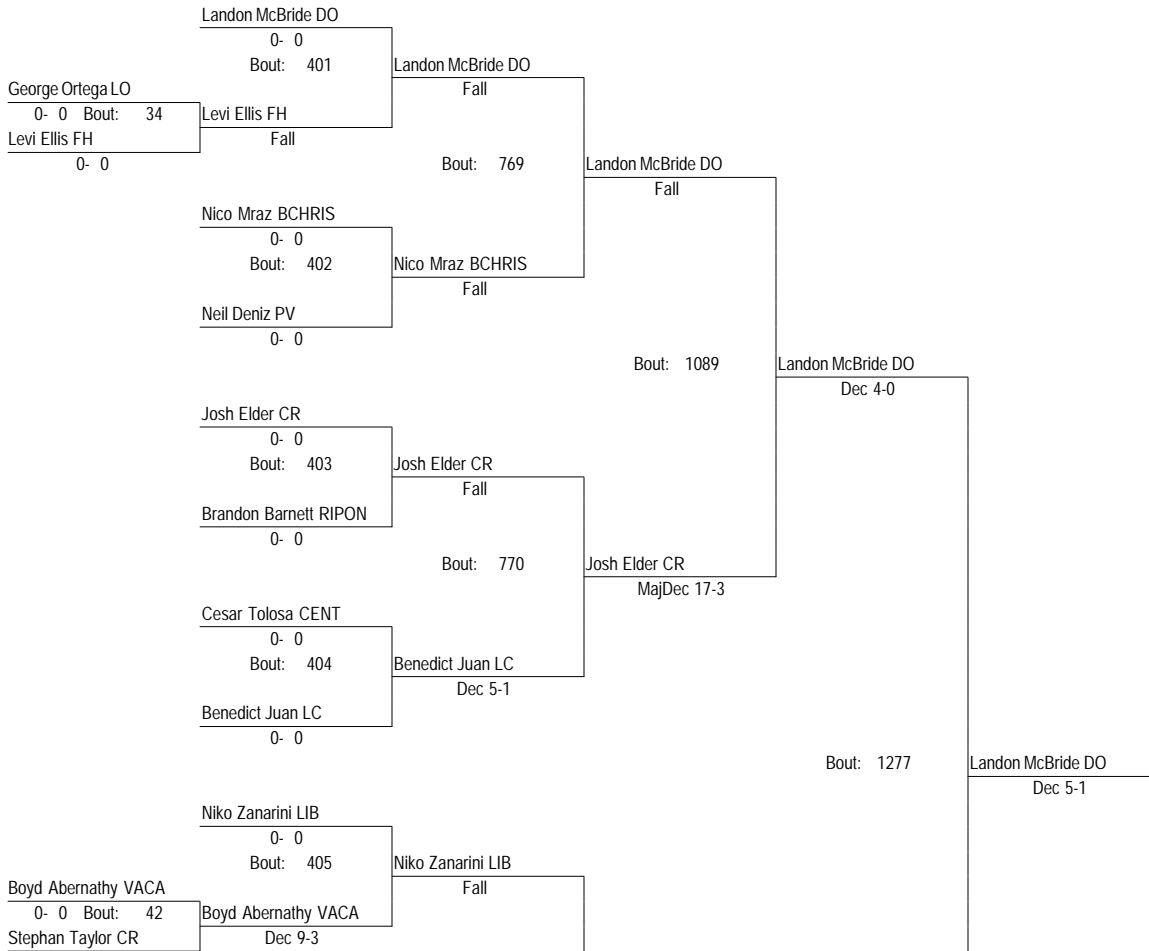 Landon McBride DO
0- 0
Bout: 401
Landon McBride DO
Fall
George Ortega LO
0- 0 Bout: 34
Levi Ellis FH
Fall
Levi Ellis FH
0- 0
Bout: 769
Landon McBride DO
Fall
Nico Mraz BCHRIS
0- 0
Bout: 402
Nico Mraz BCHRIS
Fall
Neil Deniz PV
0- 0
Bout: 1089
Landon McBride DO
Dec 4-0
Josh Elder CR
0- 0
Bout: 403
Josh Elder CR
Fall
Brandon Barnett RIPON
0- 0
Bout: 770
Josh Elder CR
MajDec 17-3
Cesar Tolosa CENT
0- 0
Bout: 404
Benedict Juan LC
Dec 5-1
Benedict Juan LC
0- 0
Bout: 1277
Landon McBride DO
Dec 5-1
Niko Zanarini LIB
0- 0
Bout: 405
Niko Zanarini LIB
Fall
Boyd Abernathy VACA
0- 0 Bout: 42
Boyd Abernathy VACA
Dec 9-3
Stephan Taylor CR